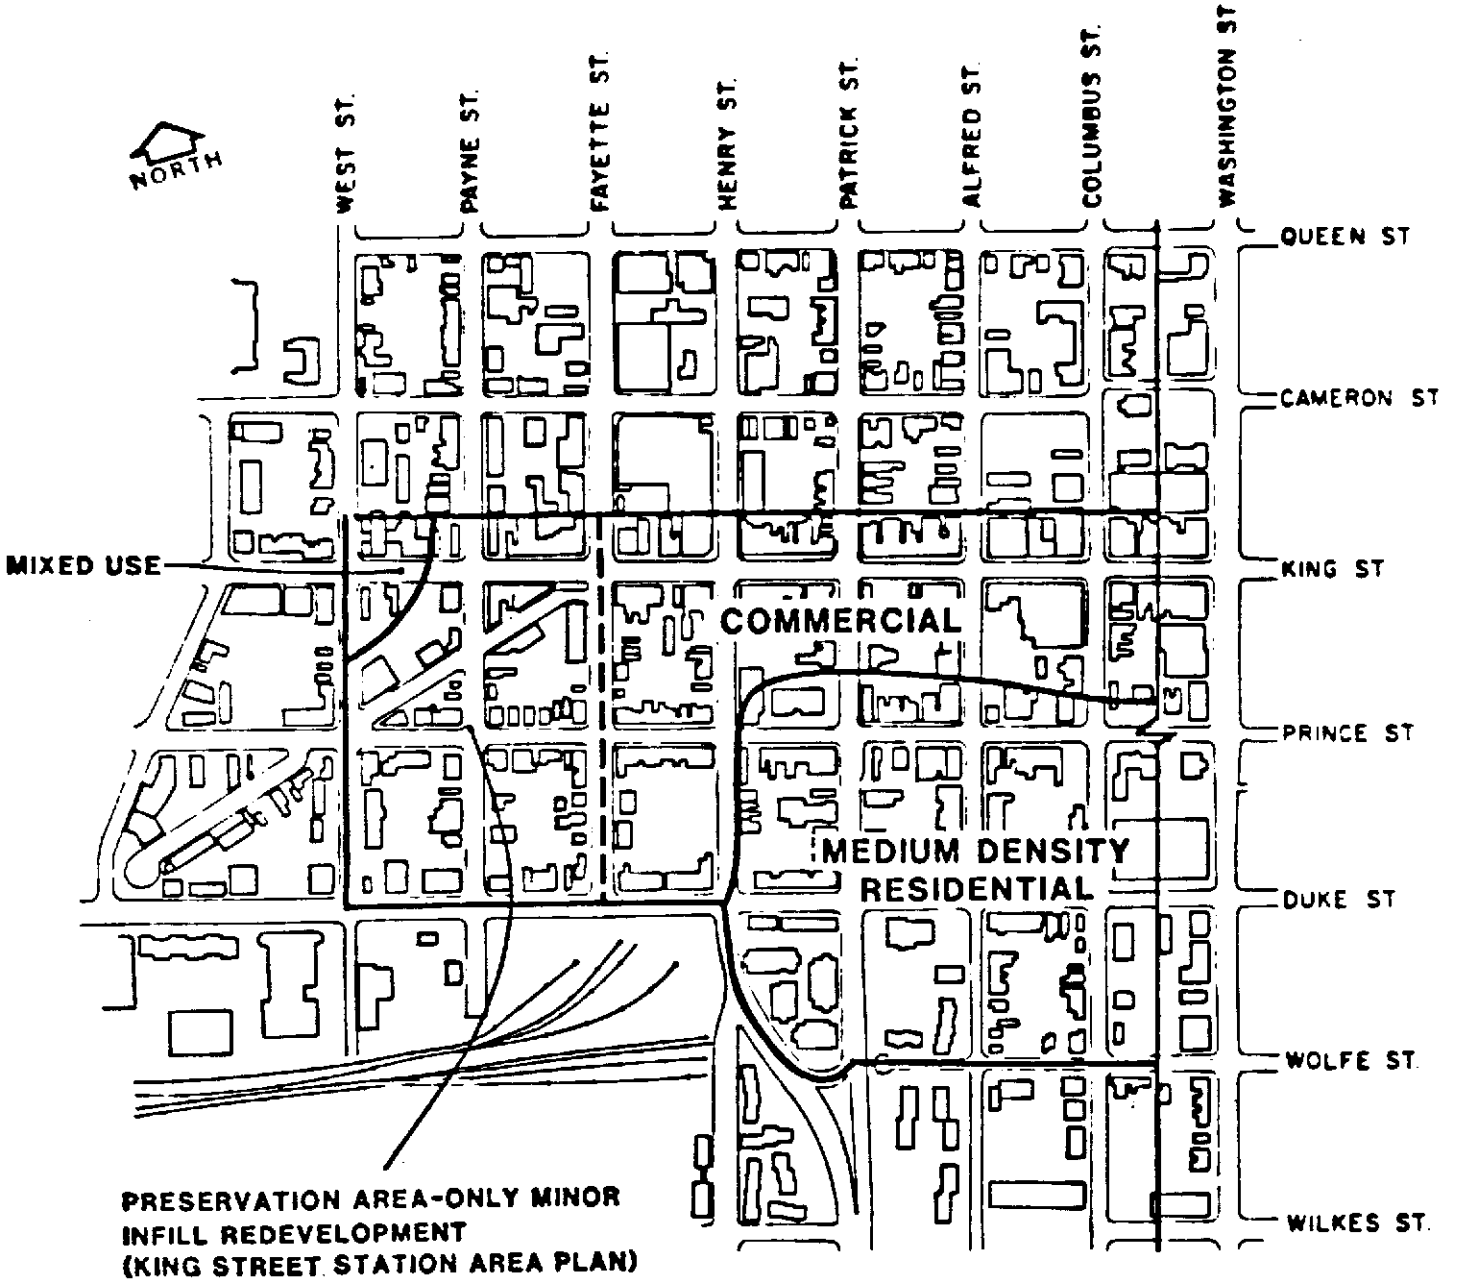 WEST ST.
PAYNE ST.
FAYETTE ST.
HENRY ST.
PATRICK ST.
ALFRED ST.
COLUMBUS ST.
WASHINGTON ST
NORTH
QUEEN ST
CAMERON ST
MIXED USE
KING ST
COMMERCIAL
PRINCE ST
MEDIUM DENSITY
RESIDENTIAL
DUKE ST
WOLFE ST.
PRESERVATION AREA-ONLY MINOR
INFILL REDEVELOPMENT
(KING STREET STATION AREA PLAN)
WILKES ST.